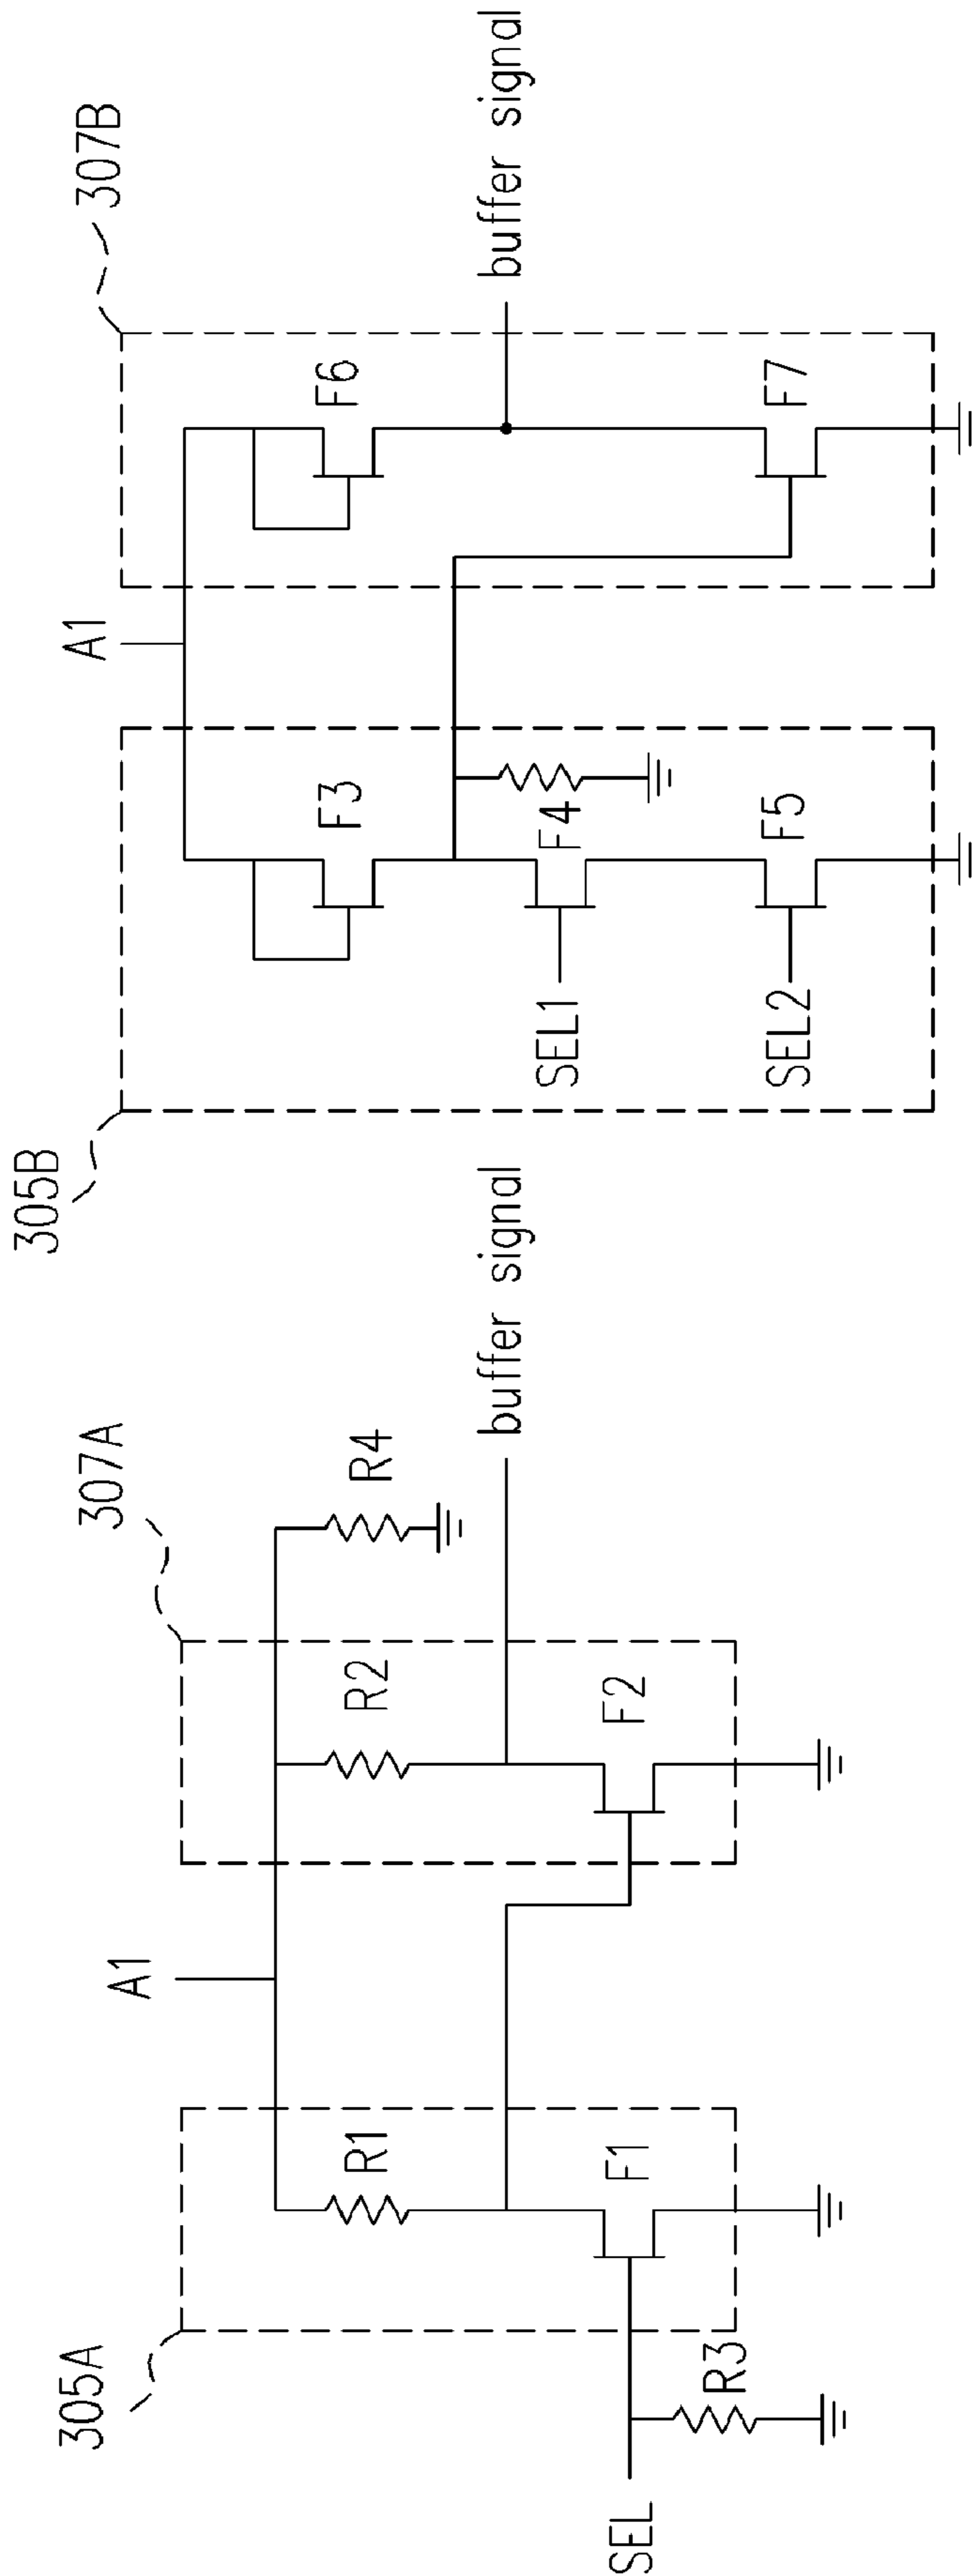 305A
307A
A1
R1
R2
R4
buffer signal
F1
F2
SEL
R3
305B
307B
A1
F3
F6
buffer signal
SEL1
F4
SEL2
F5
F7